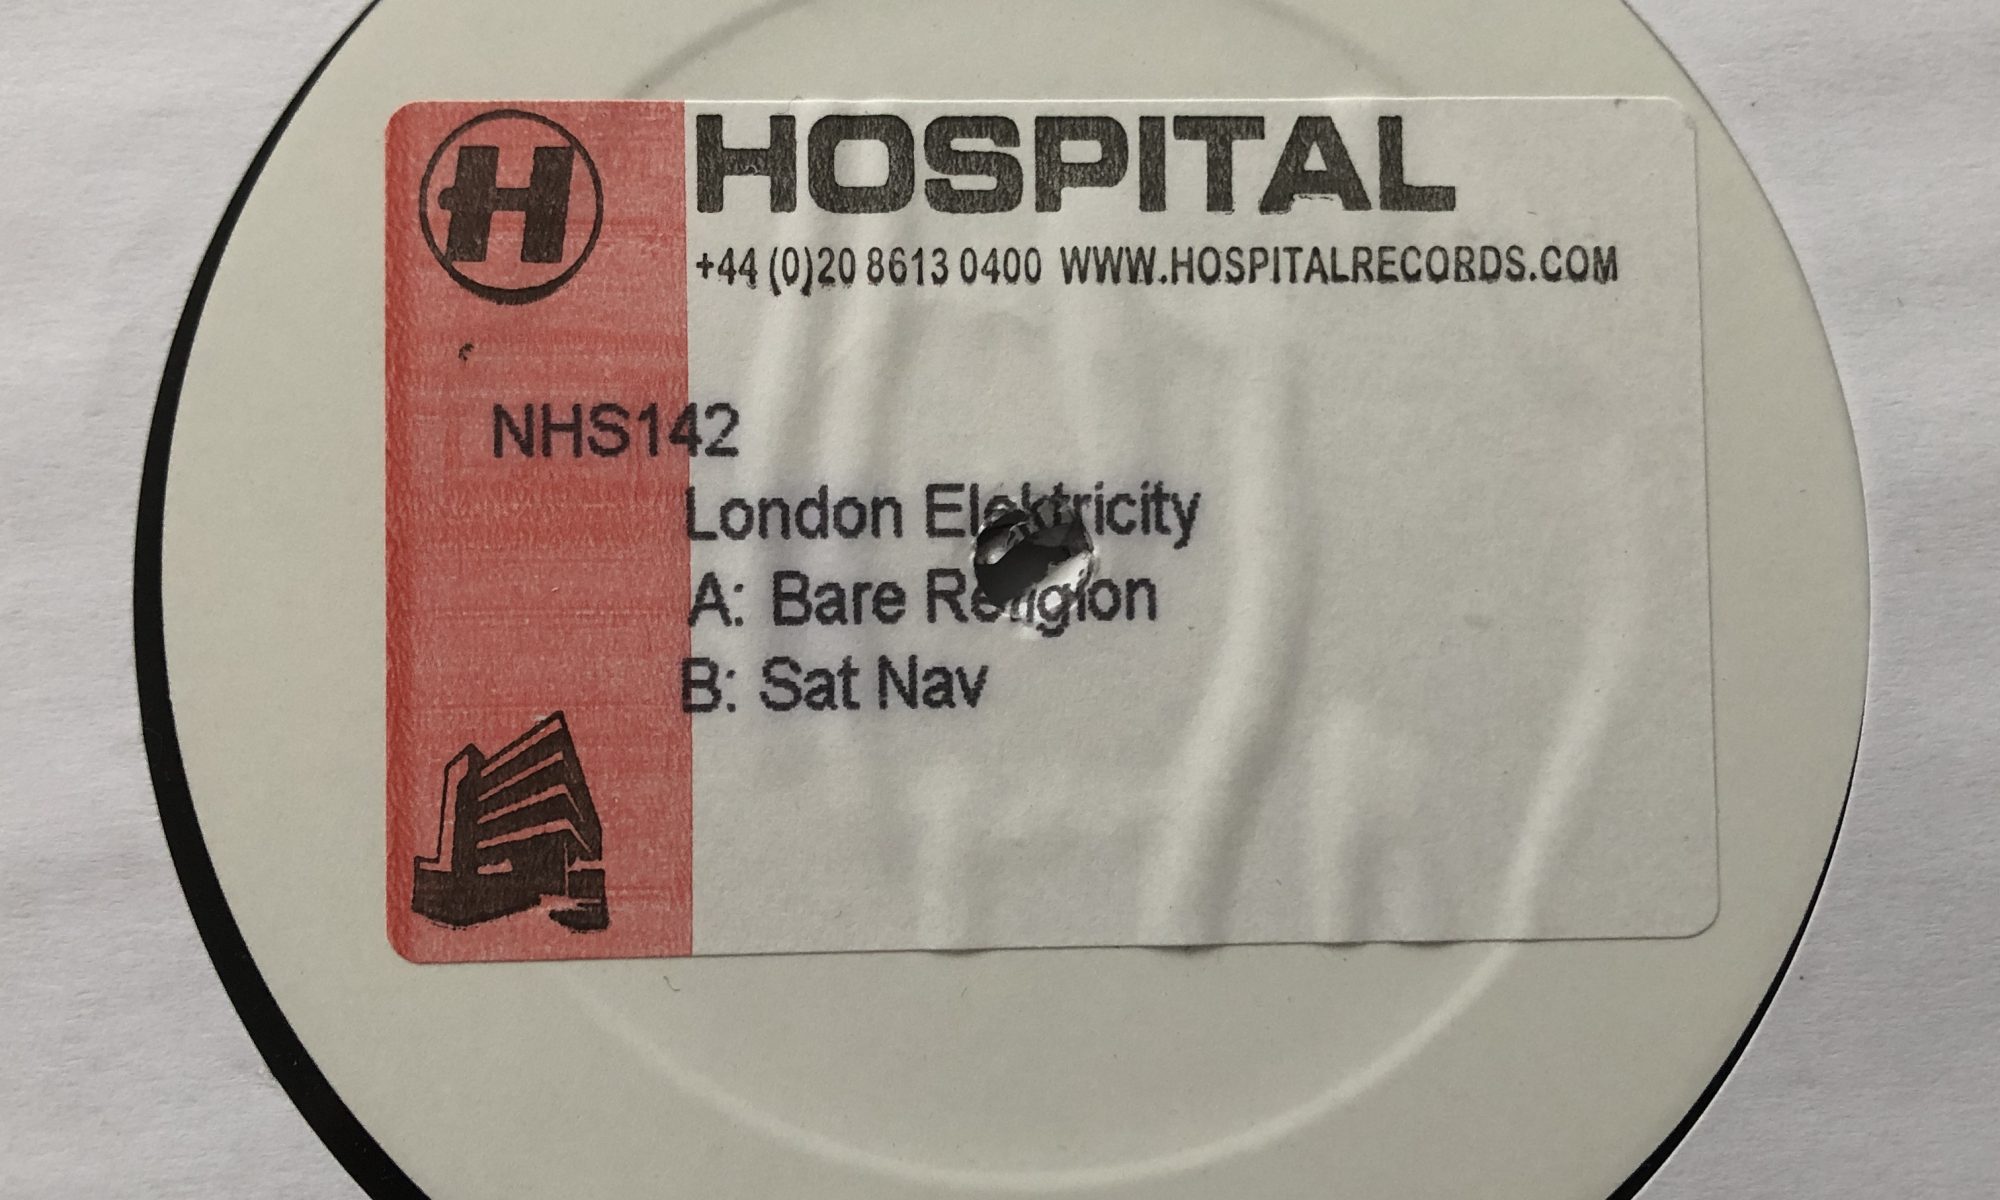 H HOSPITAL
+44 (0)20 8613 0400 WWW.HOSPITALRECORDS.COM
NHS142
London Elektricity
A: Bare Religion
B: Sat Nav